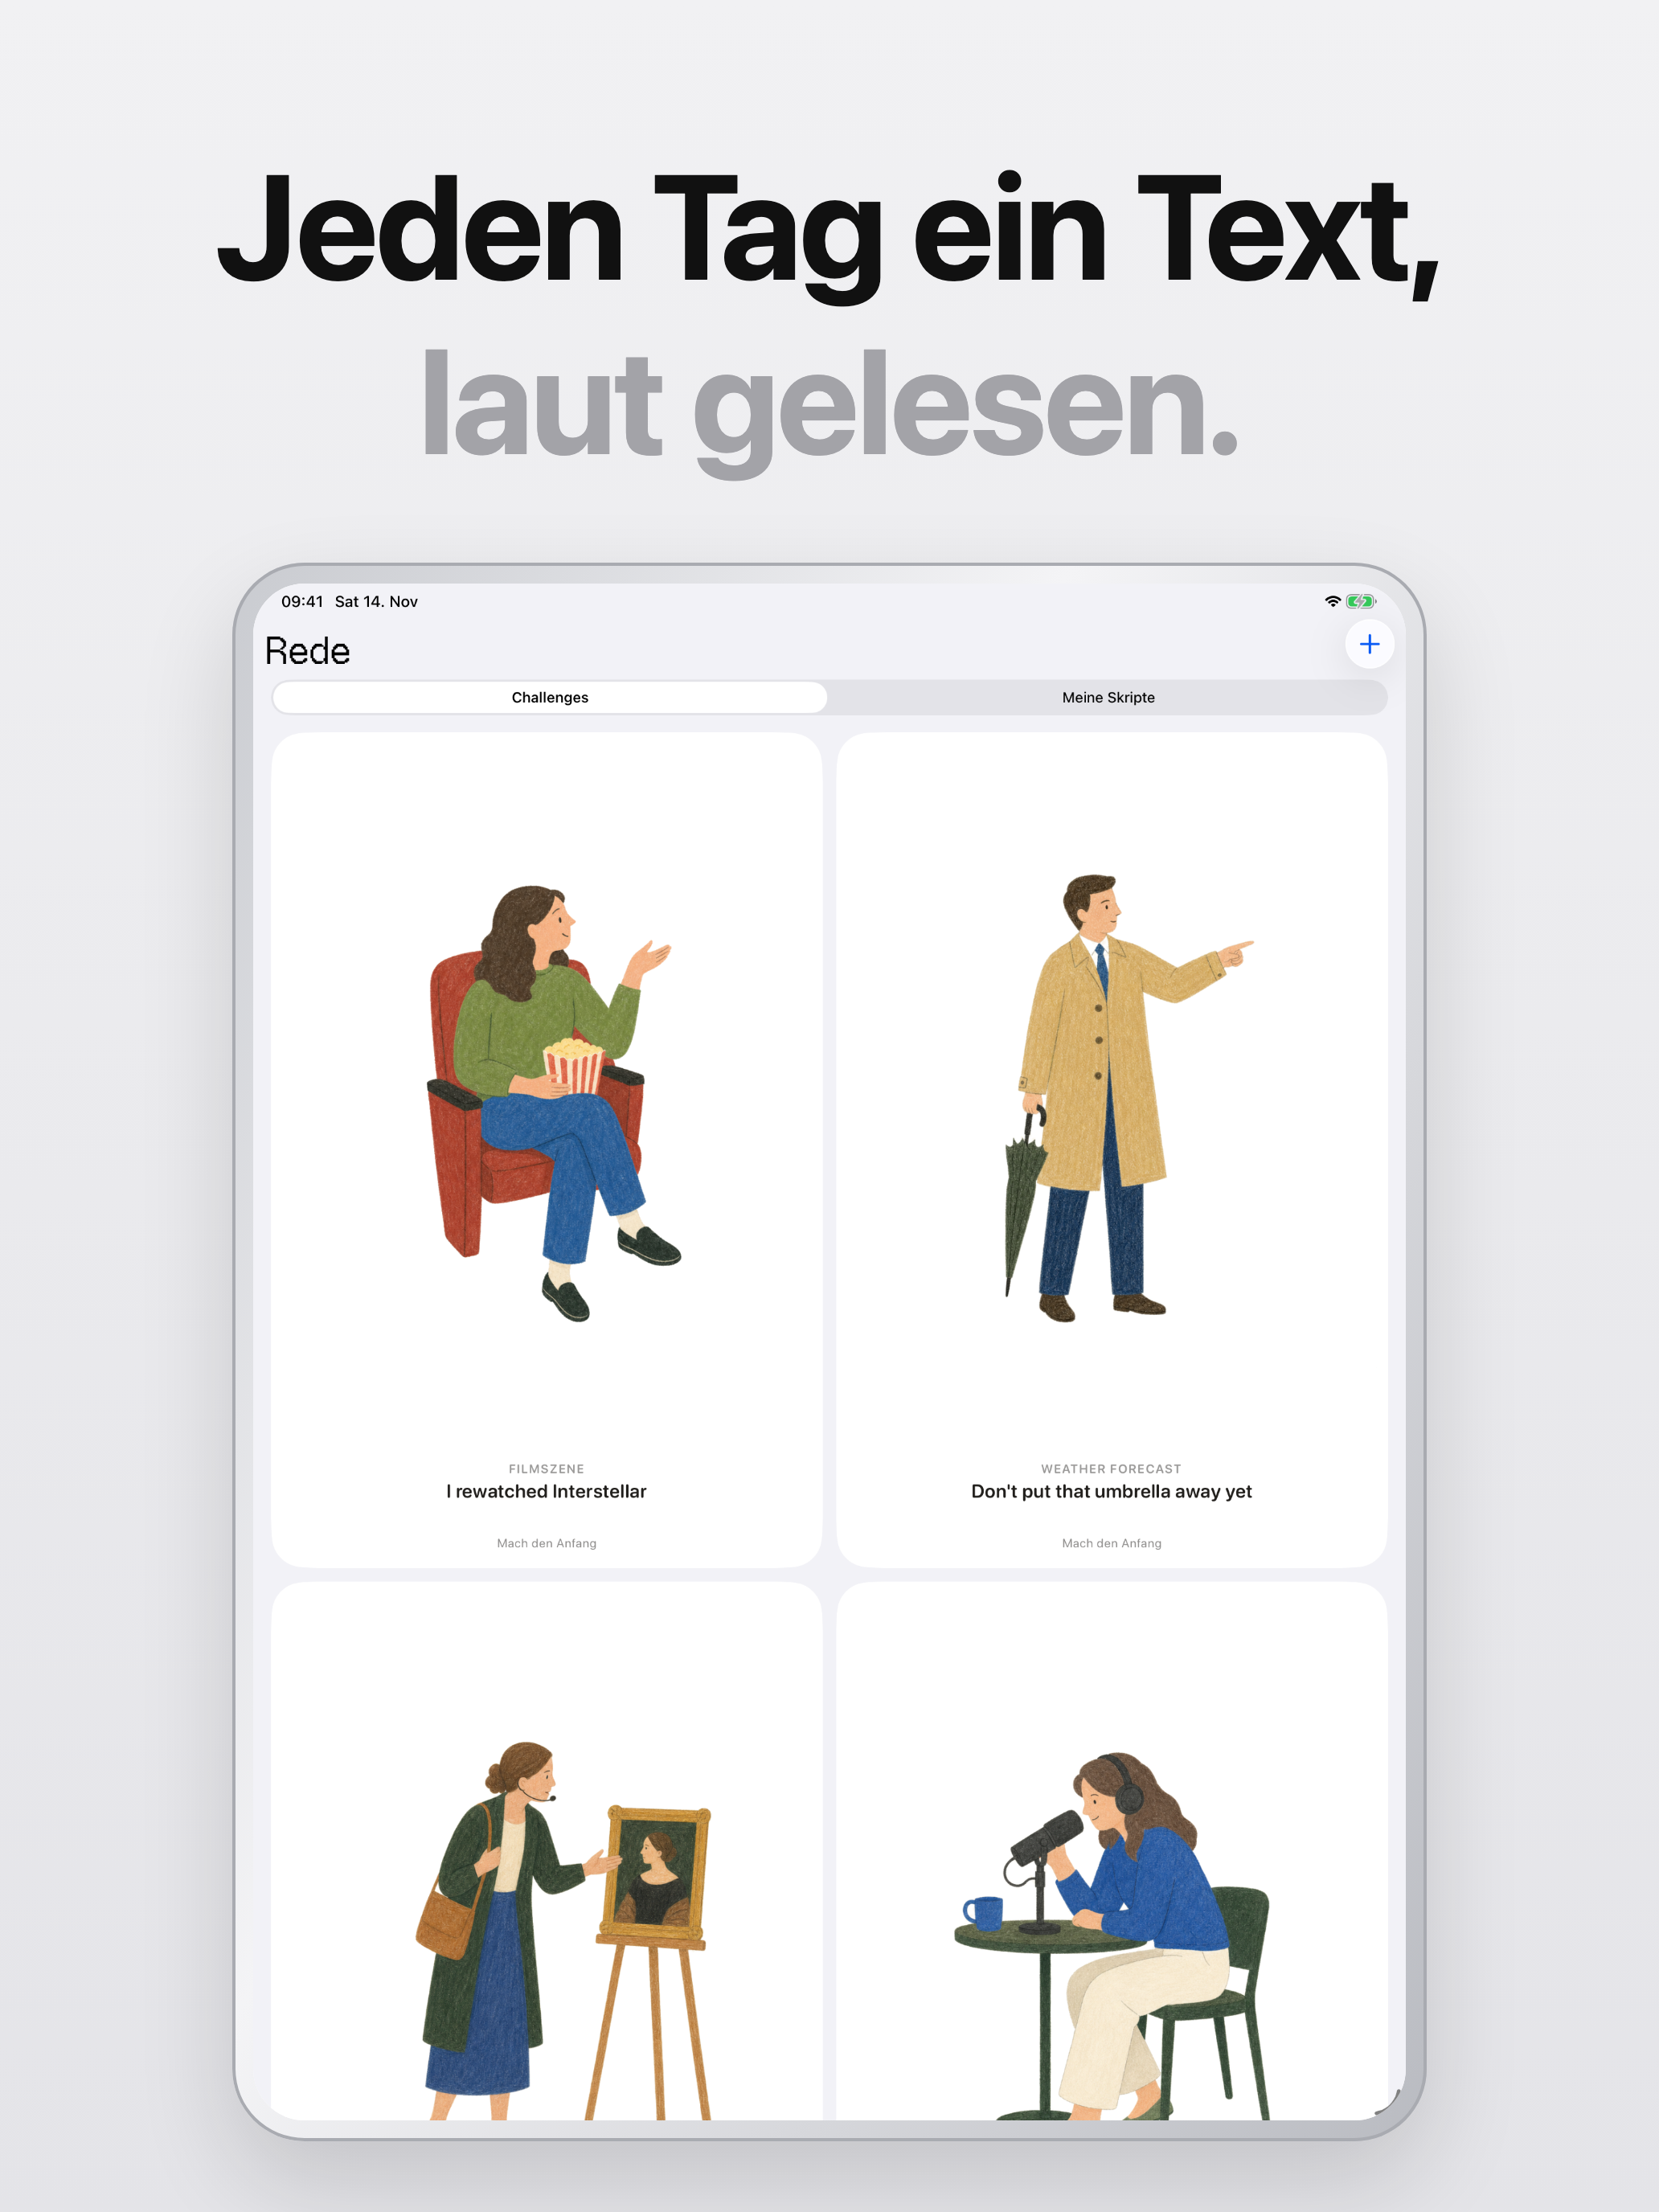 Jeden Tag ein Text,
laut gelesen.
09:41 Sat 14. Nov
Rede
Challenges
Meine Skripte
FILMSZENE
I rewatched Interstellar
Mach den Anfang
WEATHER FORECAST
Don't put that umbrella away yet
Mach den Anfang